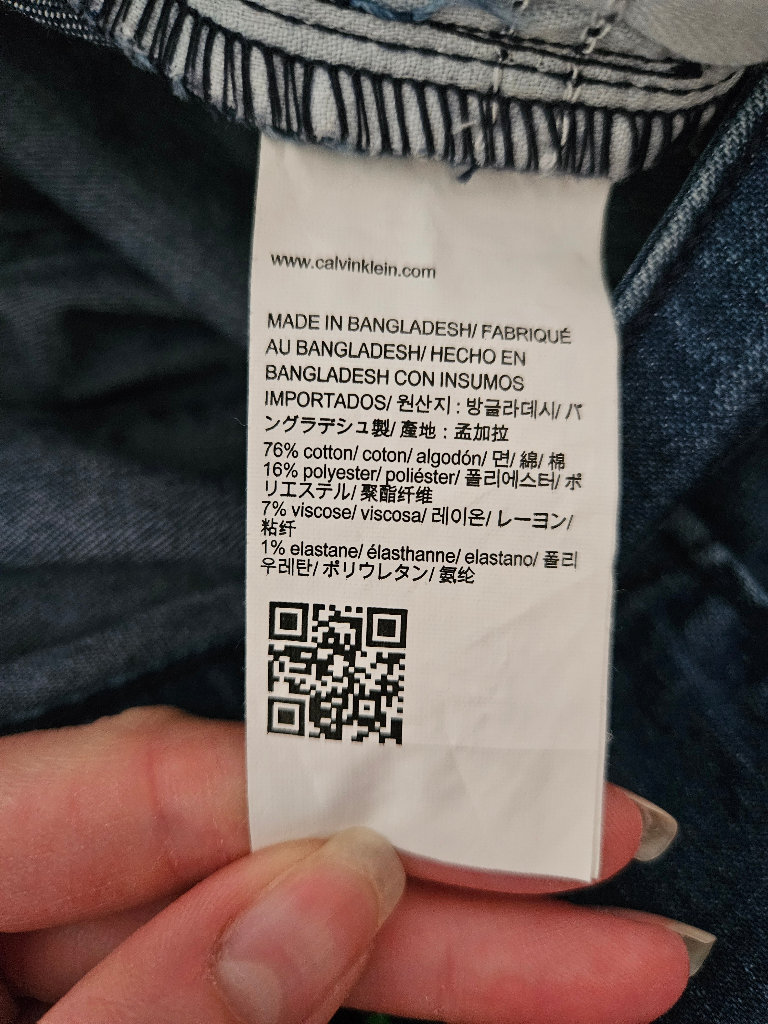 www.calvinklein.com
MADE IN BANGLADESH/ FABRIQUÉ
AU BANGLADESH/ HECHO EN
BANGLADESH CON INSUMOS
IMPORTADOS/ 원산지 : 방글라데시/ バ
ングラデシュ製/ 產地 : 孟加拉
76% cotton/ coton/ algodón/ 면/ 綿/ 棉
16% polyester/ poliéster/ 폴리에스터/ ポ
リエステル/ 聚酯纤维
7% viscose/ viscosa/ 레이온/ レーヨン/
粘纤
1% elastane/ élasthanne/ elastano/ 폴리
우레탄/ ポリウレタン/ 氨纶